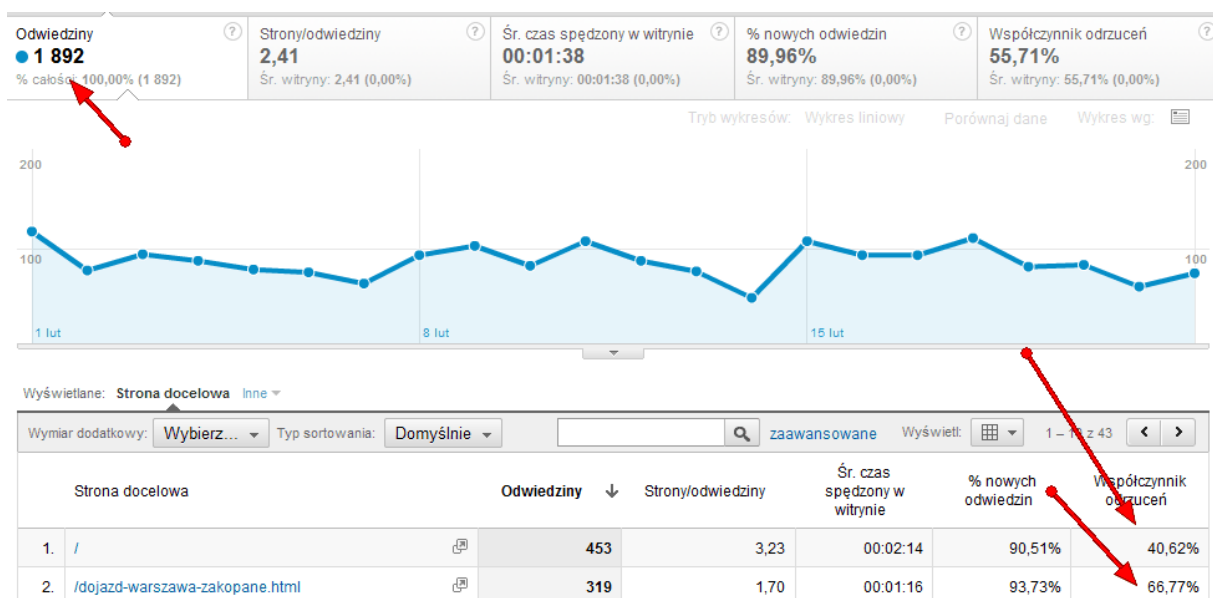 Odwiedziny ? Strony/odwiedziny ? Śr. czas spędzony w witrynie ? % nowych odwiedzin ? Współczynnik odrzuceń ?
1 892 2,41 00:01:38 89,96% 55,71%
% całości: 100,00% (1 892) Śr. witryny: 2,41 (0,00%) Śr. witryny: 00:01:38 (0,00%) Śr. witryny: 89,96% (0,00%) Śr. witryny: 55,71% (0,00%)
Tryb wykresów: Wykres liniowy Porównaj dane Wykres wg:
200 200
100 100
1 lut 8 lut 15 lut
Wyświetlane: Strona docelowa Inne
Wymiar dodatkowy: Wybierz... Typ sortowania: Domyślnie zaawansowane Wyświetl: 1 – 10 z 43
Strona docelowa Odwiedziny Strony/odwiedziny Śr. czas spędzony w witrynie % nowych odwiedzin Współczynnik odrzuceń
1. / 453 3,23 00:02:14 90,51% 40,62%
2. /dojazd-warszawa-zakopane.html 319 1,70 00:01:16 93,73% 66,77%